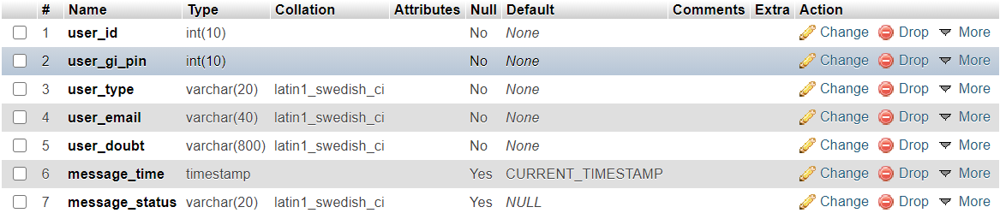 # Name Type Collation Attributes Null Default Comments Extra Action
1 user_id int(10) No None Change Drop More
2 user_gi_pin int(10) No None Change Drop More
3 user_type varchar(20) latin1_swedish_ci No None Change Drop More
4 user_email varchar(40) latin1_swedish_ci No None Change Drop More
5 user_doubt varchar(800) latin1_swedish_ci No None Change Drop More
6 message_time timestamp Yes CURRENT_TIMESTAMP Change Drop More
7 message_status varchar(20) latin1_swedish_ci Yes NULL Change Drop More